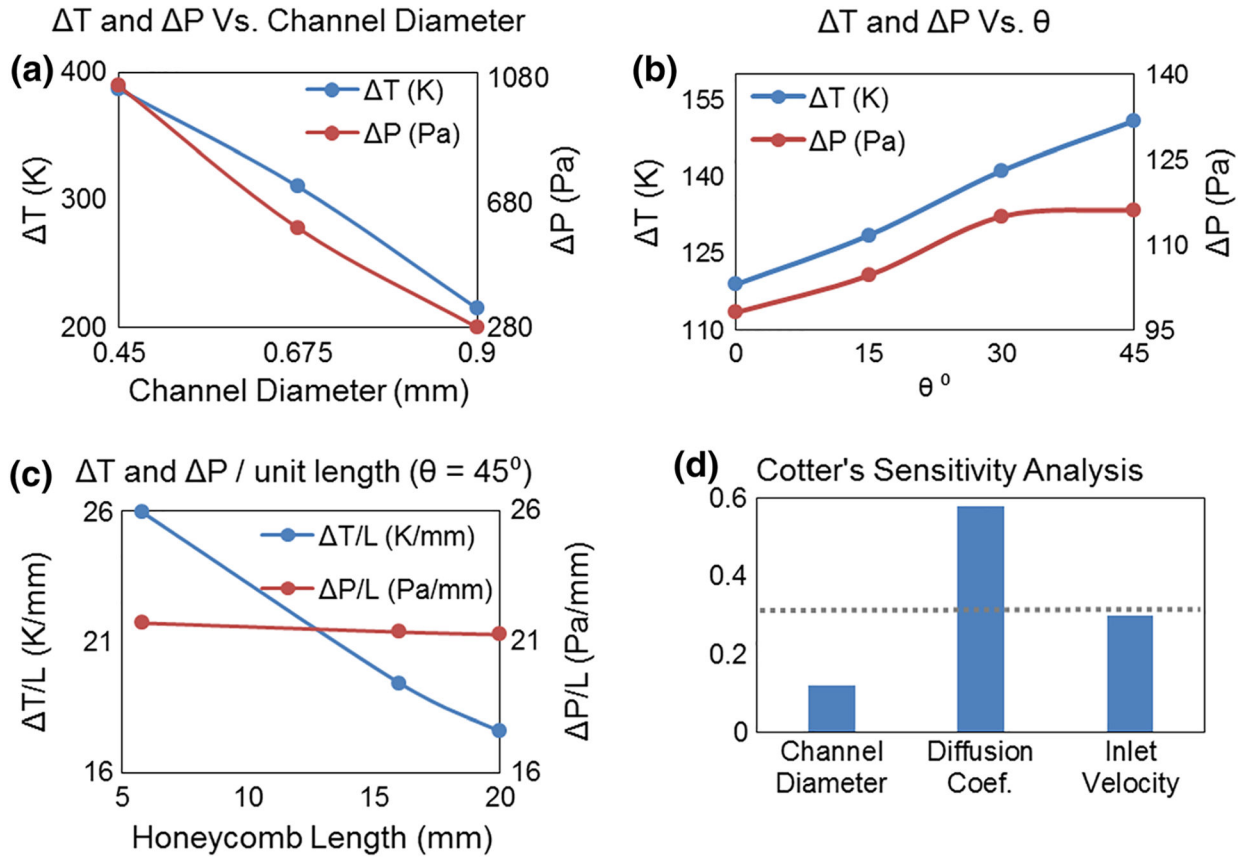 ΔT and ΔP Vs. Channel Diameter
(a)
400
300
200
ΔT (K)
ΔT (K)
ΔP (Pa)
1080
680
280
ΔP (Pa)
0.45 0.675 0.9
Channel Diameter (mm)
ΔT and ΔP Vs. θ
(b)
155
140
125
110
ΔT (K)
ΔT (K)
ΔP (Pa)
140
125
110
95
ΔP (Pa)
0 15 30 45
θ ⁰
(c)
ΔT and ΔP / unit length (θ = 45⁰)
26
21
16
ΔT/L (K/mm)
ΔT/L (K/mm)
ΔP/L (Pa/mm)
26
21
16
ΔP/L (Pa/mm)
5 10 15 20
Honeycomb Length (mm)
(d)
Cotter's Sensitivity Analysis
0.6
0.4
0.2
0
Channel
Diameter
Diffusion
Coef.
Inlet
Velocity